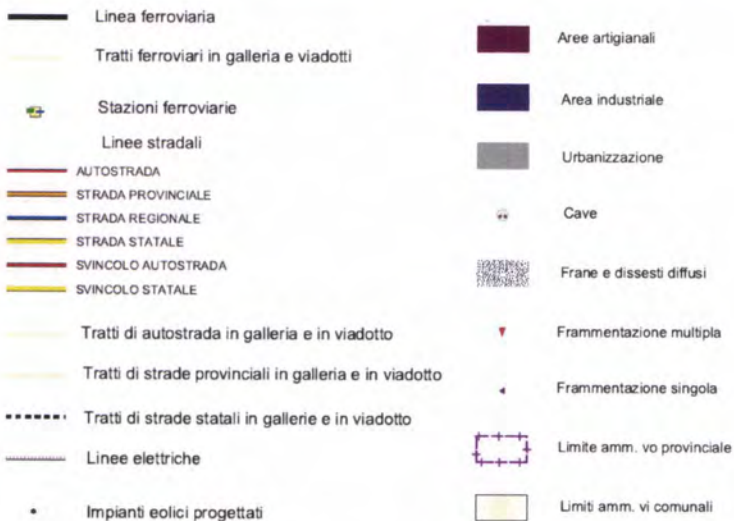 Linea ferroviaria
Tratti ferroviari in galleria e viadotti
Stazioni ferroviarie
Linee stradali
AUTOSTRADA
STRADA PROVINCIALE
STRADA REGIONALE
STRADA STATALE
SVINCOLO AUTOSTRADA
SVINCOLO STATALE
Tratti di autostrada in galleria e in viadotto
Tratti di strade provinciali in galleria e in viadotto
Tratti di strade statali in gallerie e in viadotto
Linee elettriche
Impianti eolici progettati
Aree artigianali
Area industriale
Urbanizzazione
Cave
Frane e dissesti diffusi
Frammentazione multipla
Frammentazione singola
Limite amm. vo provinciale
Limiti amm. vi comunali